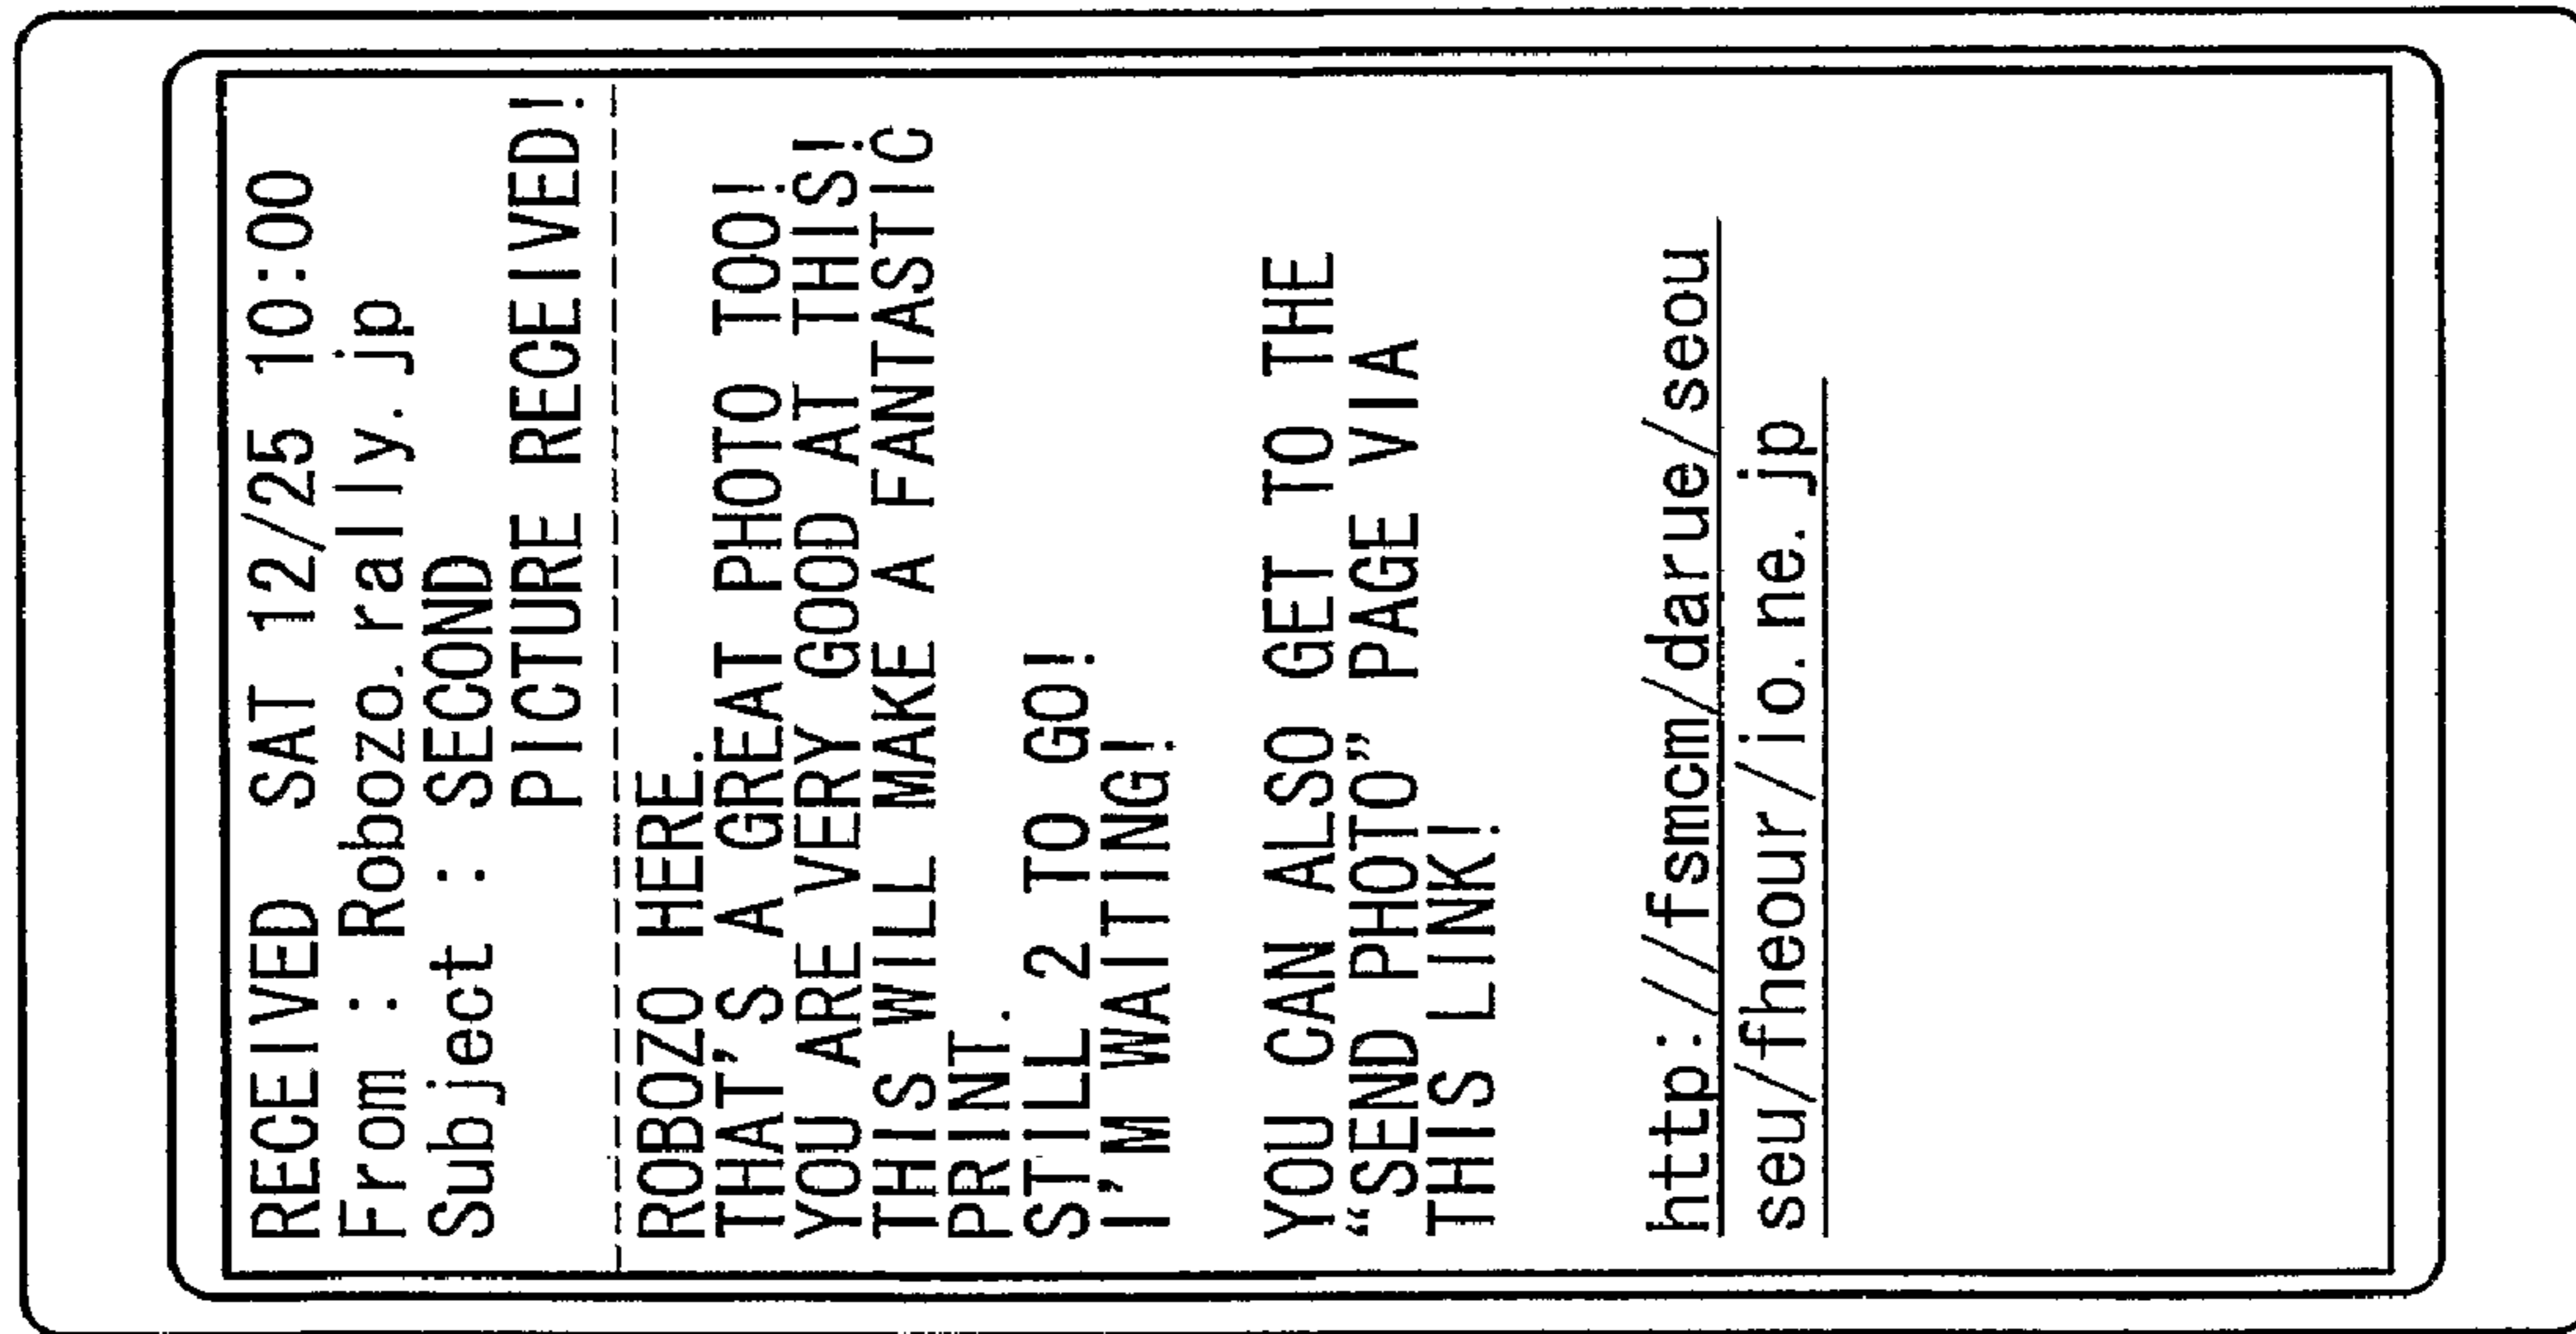 RECEIVED SAT 12/25 10:00
From : Robozo.rally.jp
Subject : SECOND
PICTURE RECEIVED!
ROBOZO HERE.
THAT'S A GREAT PHOTO TOO!
YOU ARE VERY GOOD AT THIS!
THIS WILL MAKE A FANTASTIC
PRINT.
STILL 2 TO GO!
I'M WAITING!
YOU CAN ALSO GET TO THE
“SEND PHOTO” PAGE VIA
THIS LINK!
http://fsmcm/darue/seou
seu/fheour/io.ne.jp